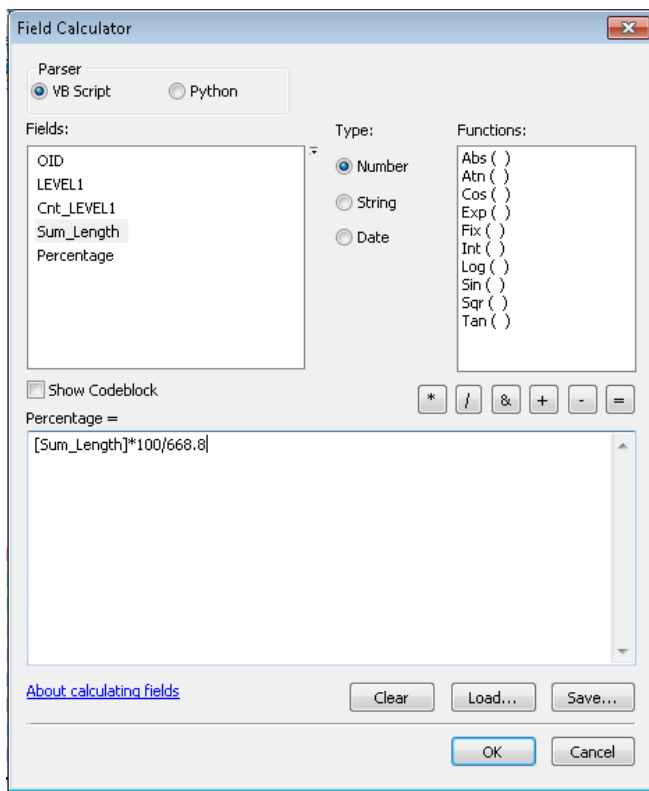 Field Calculator
Parser
VB Script Python
Fields: Type: Functions:
OID
LEVEL1
Cnt_LEVEL1
Sum_Length
Percentage
Number
String
Date
Abs ( )
Atn ( )
Cos ( )
Exp ( )
Fix ( )
Int ( )
Log ( )
Sin ( )
Sqr ( )
Tan ( )
Show Codeblock
* / & + - =
Percentage =
[Sum_Length]*100/668.8
About calculating fields
Clear Load... Save...
OK Cancel